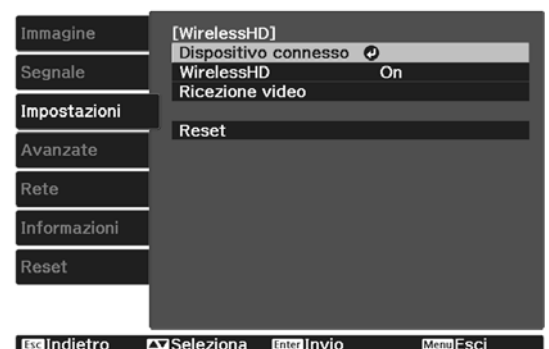 Immagine
Segnale
Impostazioni
Avanzate
Rete
Informazioni
Reset
[WirelessHD]
Dispositivo connesso
WirelessHD On
Ricezione video
Reset
Esc Indietro Seleziona Enter Invio Menu Esci